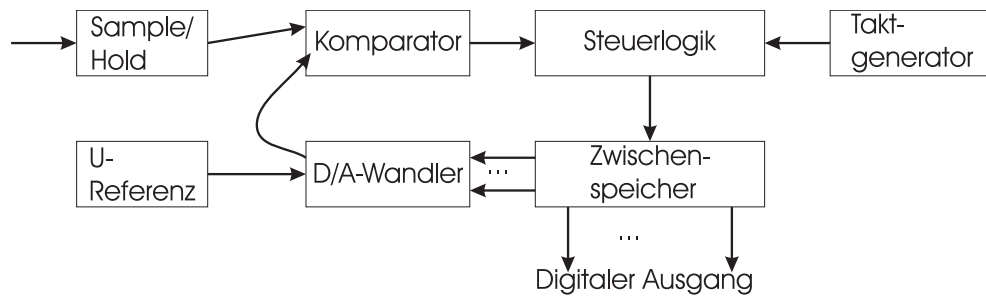 Sample/
Hold
Komparator
Steuerlogik
Takt-
generator
U-
Referenz
D/A-Wandler
...
Zwischen-
speicher
...
Digitaler Ausgang